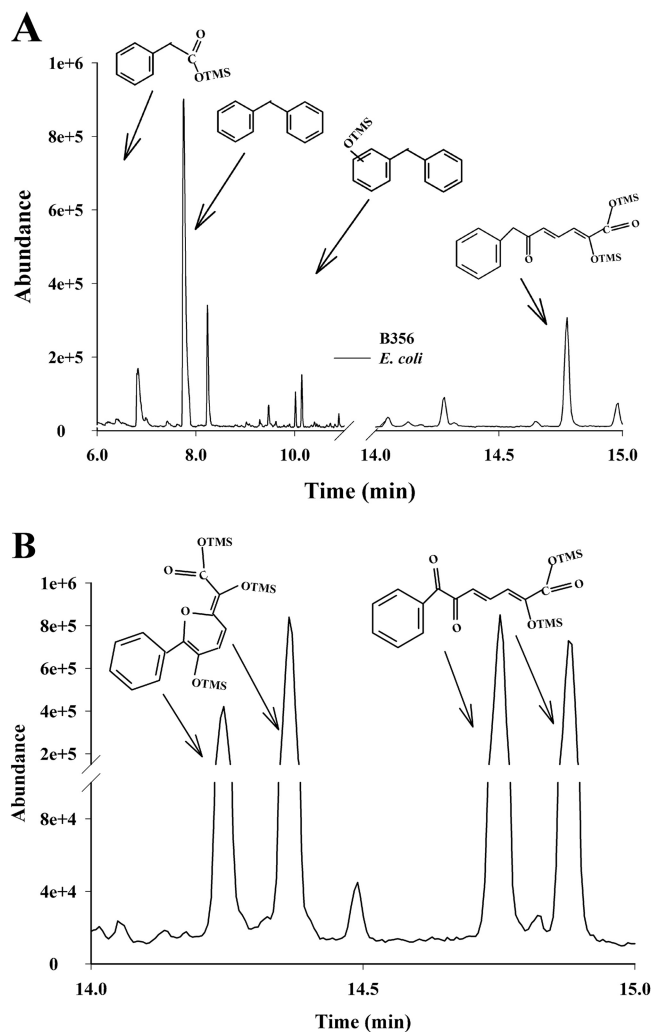 A
O
C
OTMS
OTMS
OTMS
C
O
O
OTMS
1e+6
8e+5
6e+5
4e+5
2e+5
0
Abundance
B356
E. coli
6.0 8.0 10.0 14.0 14.5 15.0
Time (min)
B
OTMS
O
C
OTMS
O
OTMS
O
O
OTMS
C
O
OTMS
1e+6
8e+5
6e+5
4e+5
2e+5
8e+4
4e+4
0
Abundance
14.0 14.5 15.0
Time (min)